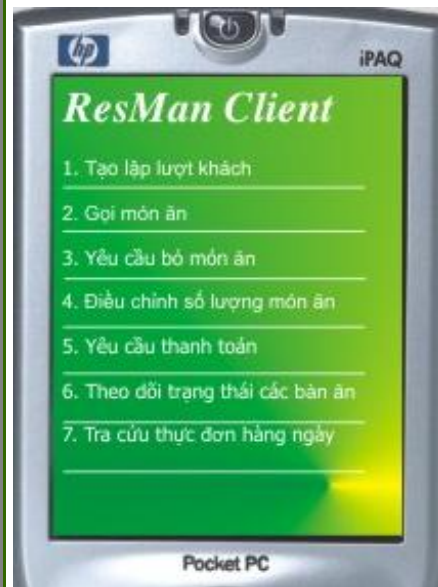 hp
iPAQ
ResMan Client
1. Tạo lập lượt khách
2. Gọi món ăn
3. Yêu cầu bỏ món ăn
4. Điều chỉnh số lượng món ăn
5. Yêu cầu thanh toán
6. Theo dõi trạng thái các bàn ăn
7. Tra cứu thực đơn hàng ngày
Pocket PC